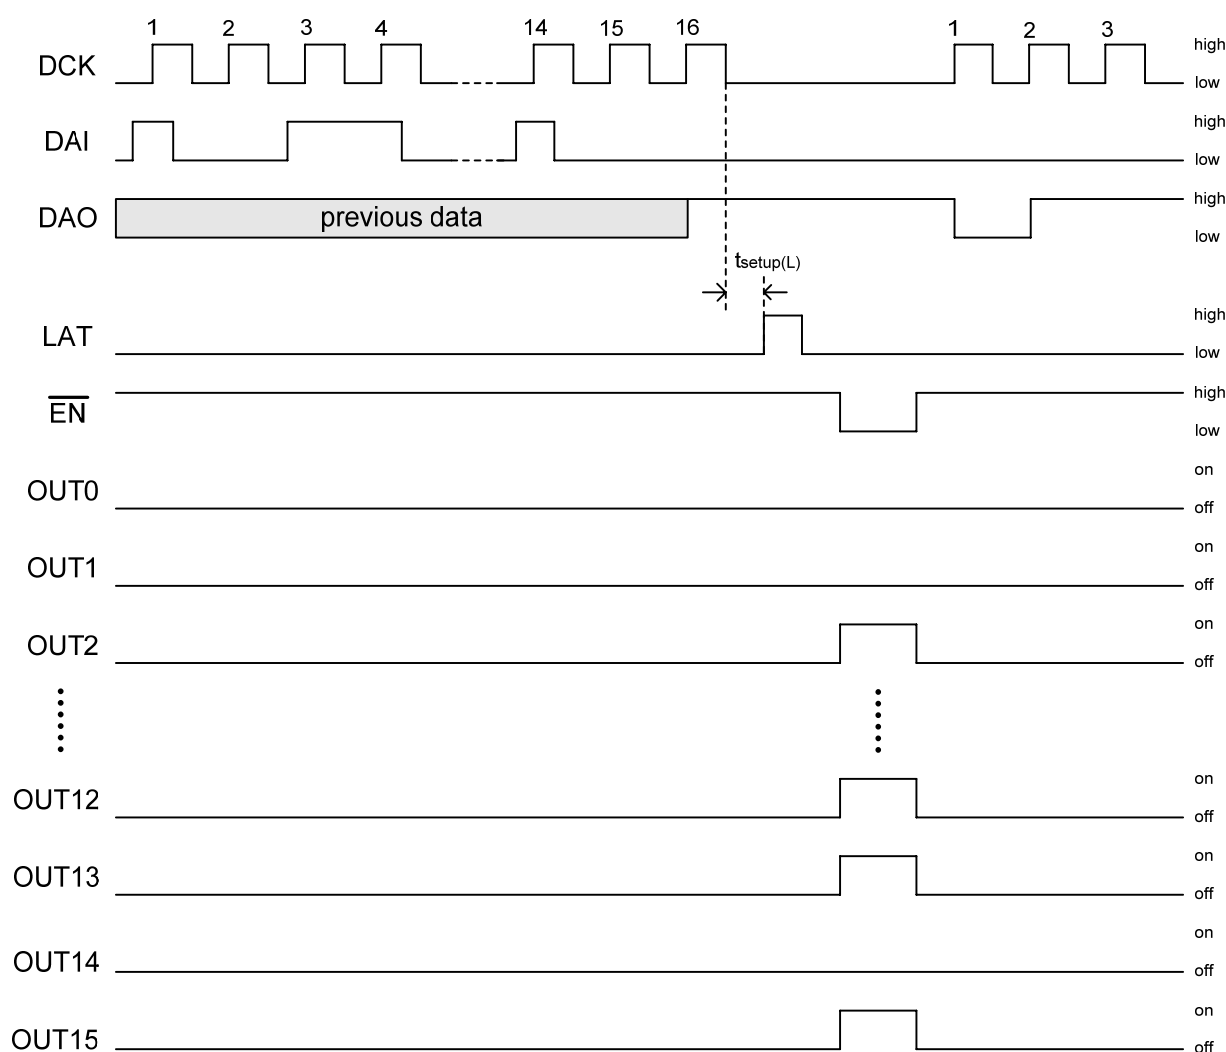 1 2 3 4 14 15 16 1 2 3
DCK high
low
DAI high
low
DAO previous data high
low
tsetup(L)
LAT high
low
EN high
low
OUT0 on
off
OUT1 on
off
OUT2 on
off
OUT12 on
off
OUT13 on
off
OUT14 on
off
OUT15 on
off